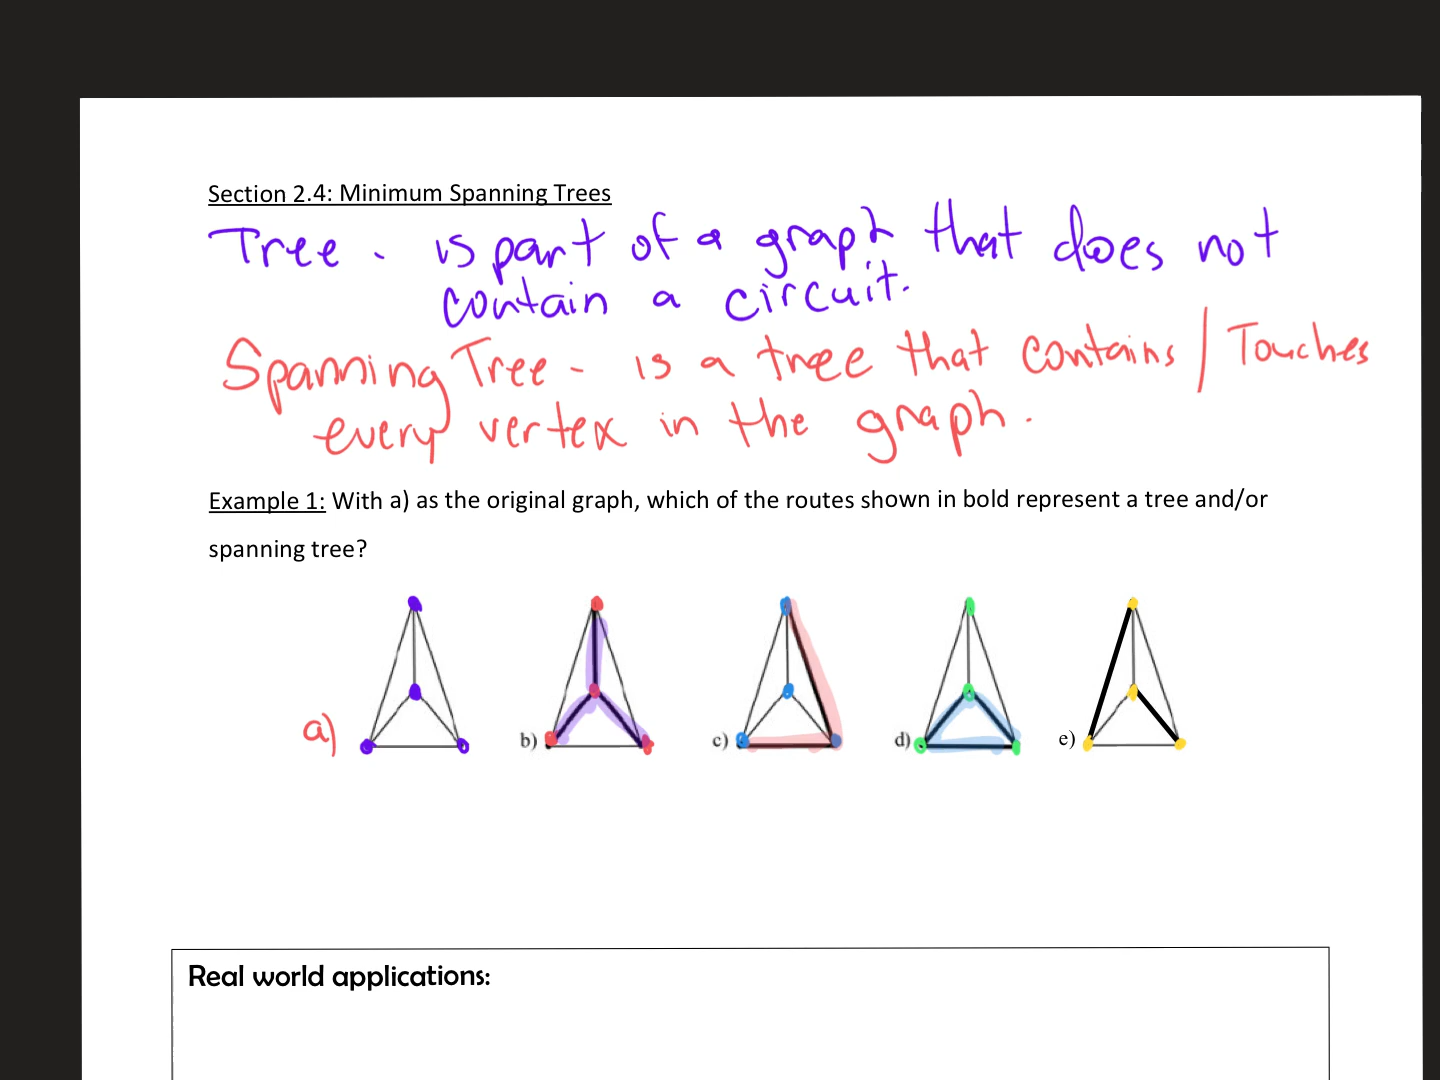 Section 2.4: Minimum Spanning Trees
Tree - is part of a graph that does not
contain a circuit.
Spanning Tree - is a tree that contains / Touches
every vertex in the graph.
Example 1: With a) as the original graph, which of the routes shown in bold represent a tree and/or
spanning tree?
a) b) c) d) e)
Real world applications: